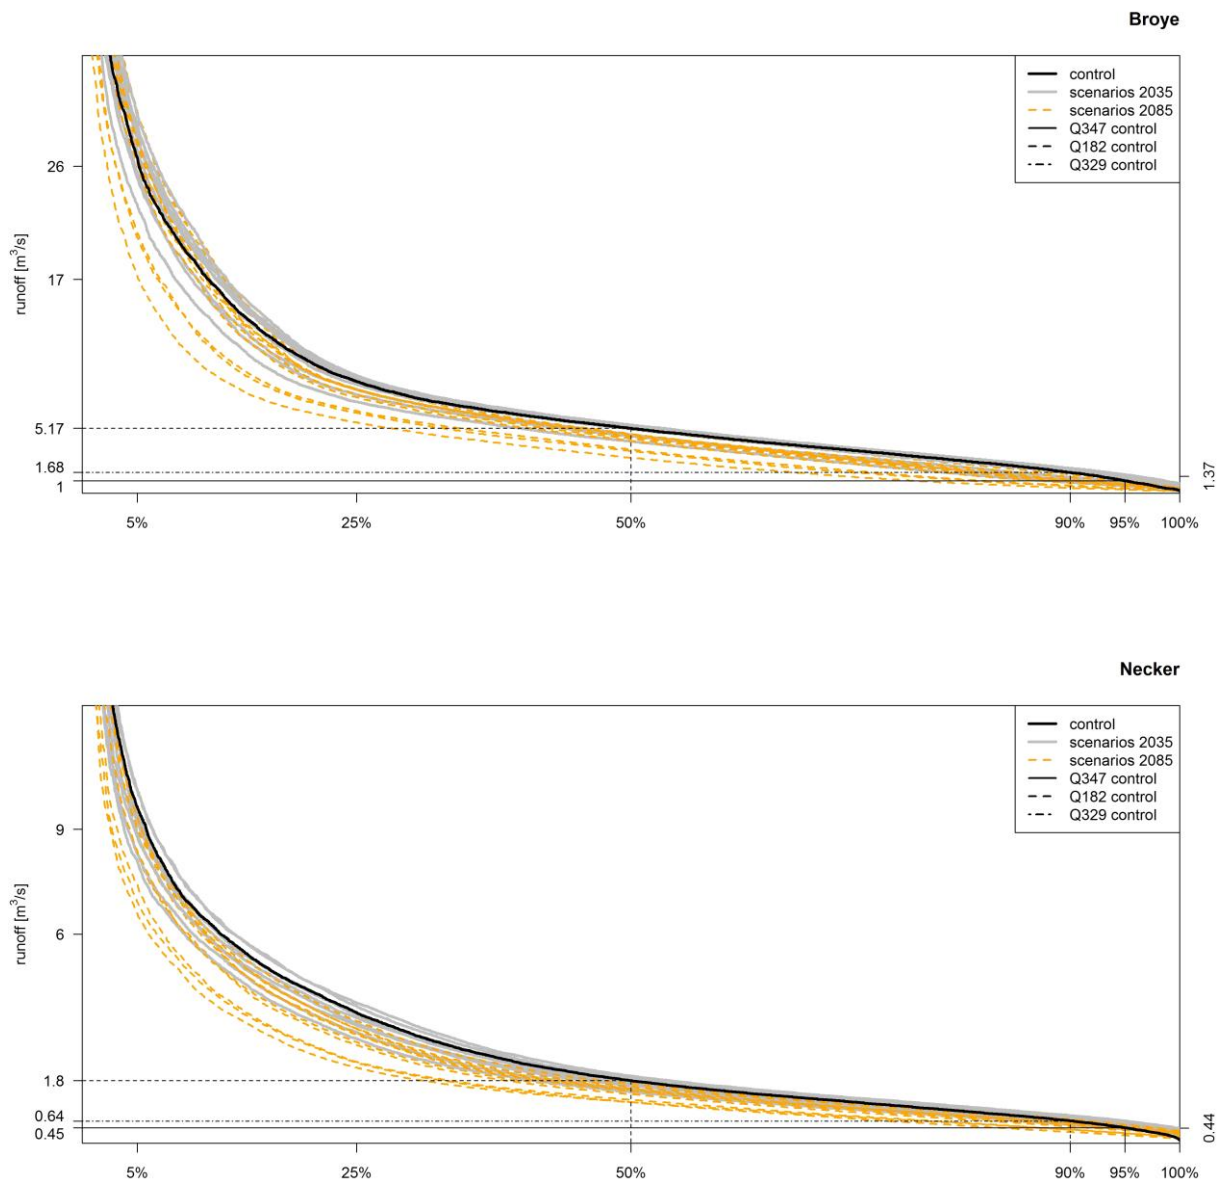 Broye
control
scenarios 2035
scenarios 2085
Q347 control
Q182 control
Q329 control
runoff [m³/s]
26
17
5.17
1.68
1
1.37
5% 25% 50% 90% 95% 100%
Necker
control
scenarios 2035
scenarios 2085
Q347 control
Q182 control
Q329 control
runoff [m³/s]
9
6
1.8
0.64
0.45
0.44
5% 25% 50% 90% 95% 100%